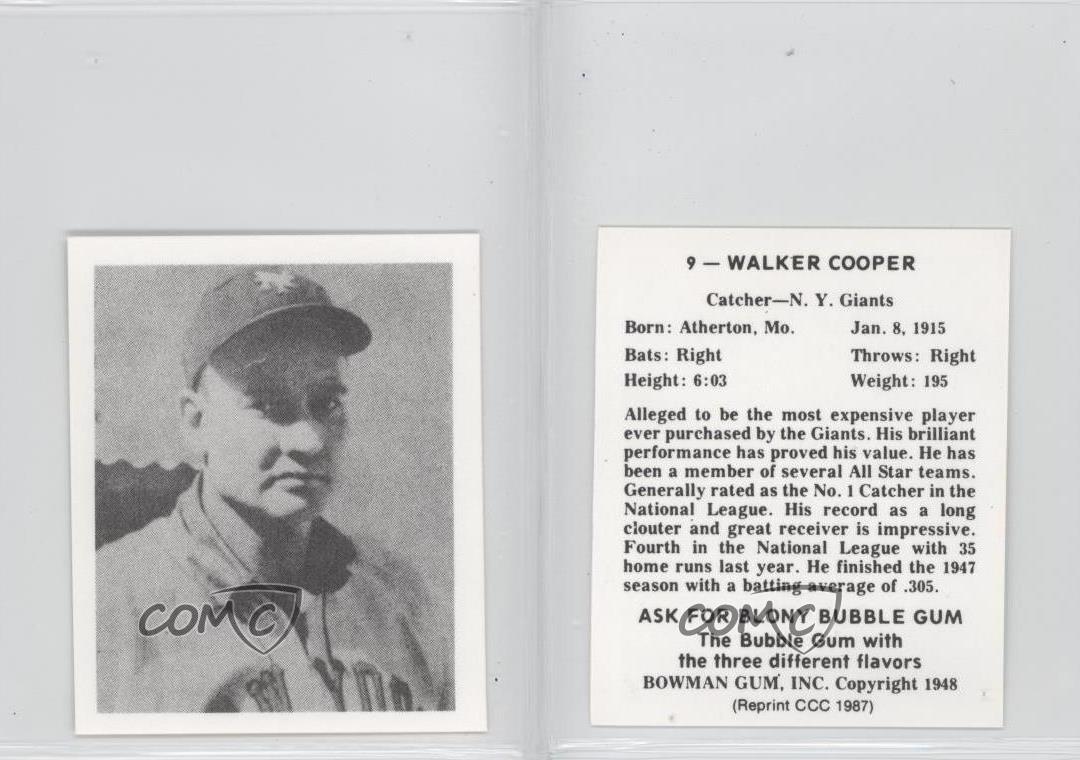 9 — WALKER COOPER
Catcher—N. Y. Giants
Born: Atherton, Mo. Jan. 8, 1915
Bats: Right Throws: Right
Height: 6:03 Weight: 195
Alleged to be the most expensive player
ever purchased by the Giants. His brilliant
performance has proved his value. He has
been a member of several All Star teams.
Generally rated as the No. 1 Catcher in the
National League. His record as a long
clouter and great receiver is impressive.
Fourth in the National League with 35
home runs last year. He finished the 1947
season with a batting average of .305.
ASK FOR BLONY BUBBLE GUM
The Bubble Gum with
the three different flavors
BOWMAN GUM, INC. Copyright 1948
(Reprint CCC 1987)
COMC
COMC